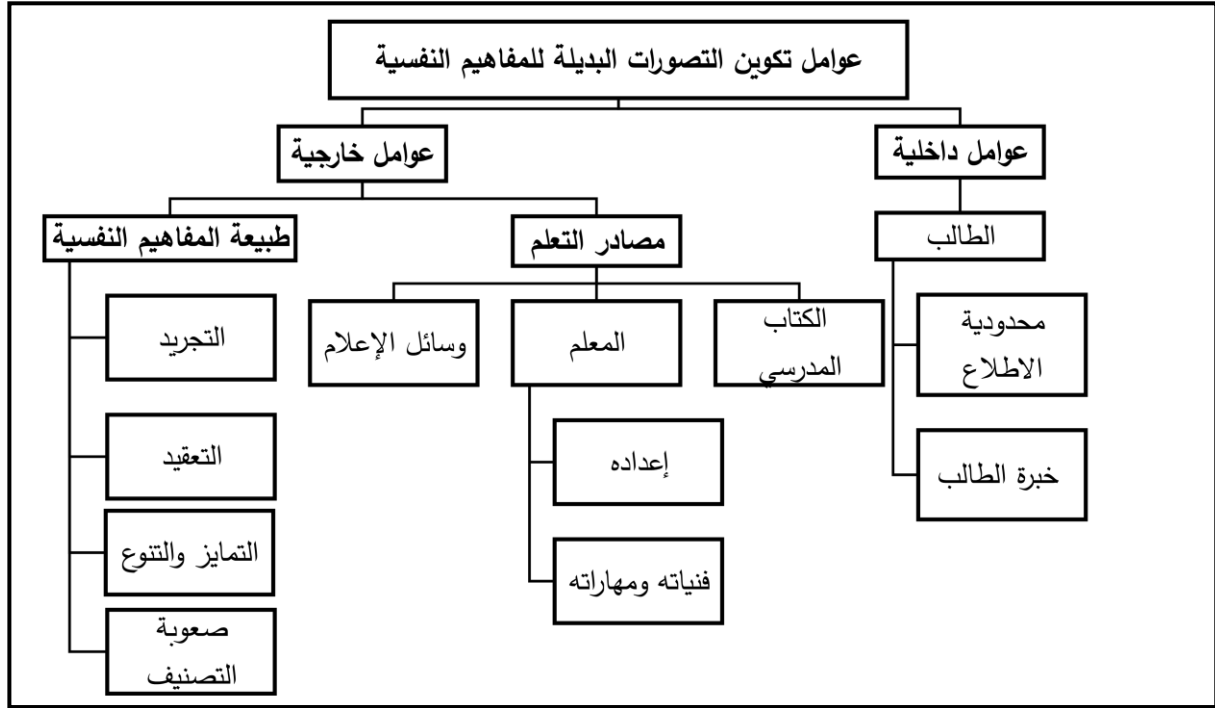 عوامل تكوين التصورات البديلة للمفاهيم النفسية
عوامل داخلية
عوامل خارجية
الطالب
مصادر التعلم
طبيعة المفاهيم النفسية
محدودية
الاطلاع
خبرة الطالب
الكتاب
المدرسي
المعلم
وسائل الإعلام
إعداده
فنياته ومهاراته
التجريد
التعقيد
التمايز والتنوع
صعوبة
التصنيف